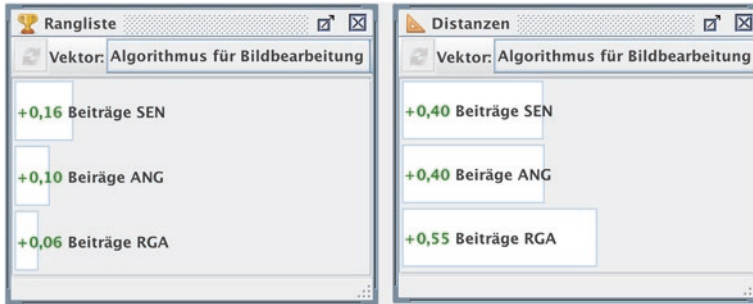 Rangliste
Vektor: Algorithmus für Bildbearbeitung
+0,16 Beiträge SEN
+0,10 Beiräge ANG
+0,06 Beiträge RGA
Distanzen
Vektor: Algorithmus für Bildbearbeitung
+0,40 Beiträge SEN
+0,40 Beiräge ANG
+0,55 Beiträge RGA